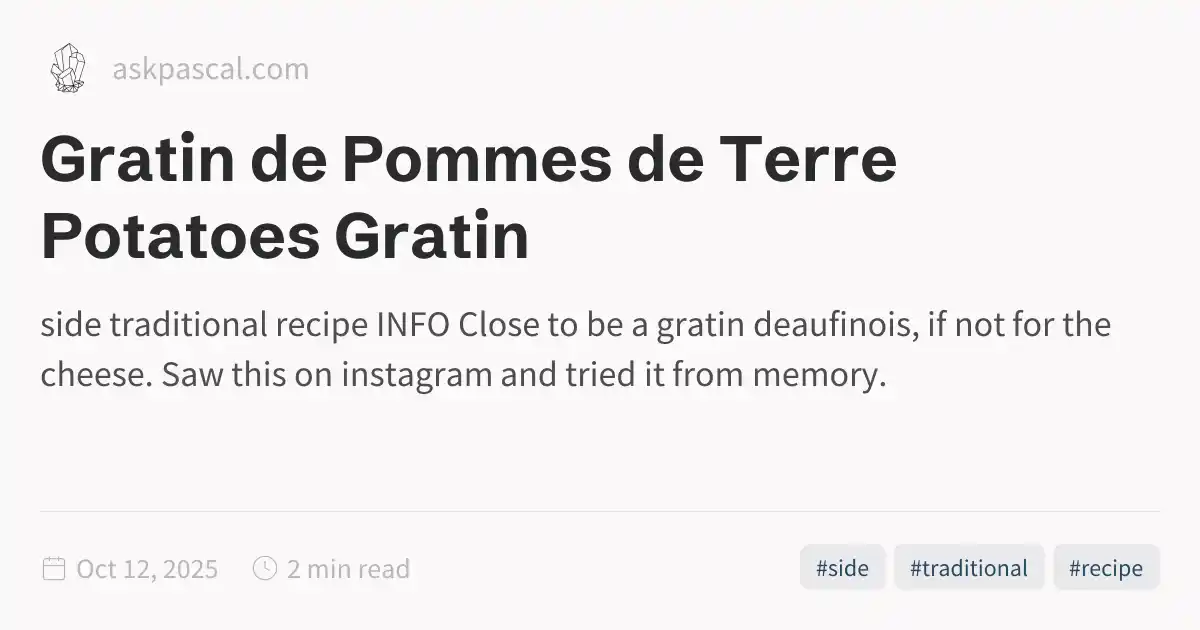 askpascal.com
Gratin de Pommes de Terre
Potatoes Gratin
side traditional recipe INFO Close to be a gratin deaufinois, if not for the
cheese. Saw this on instagram and tried it from memory.
Oct 12, 2025 2 min read #side #traditional #recipe